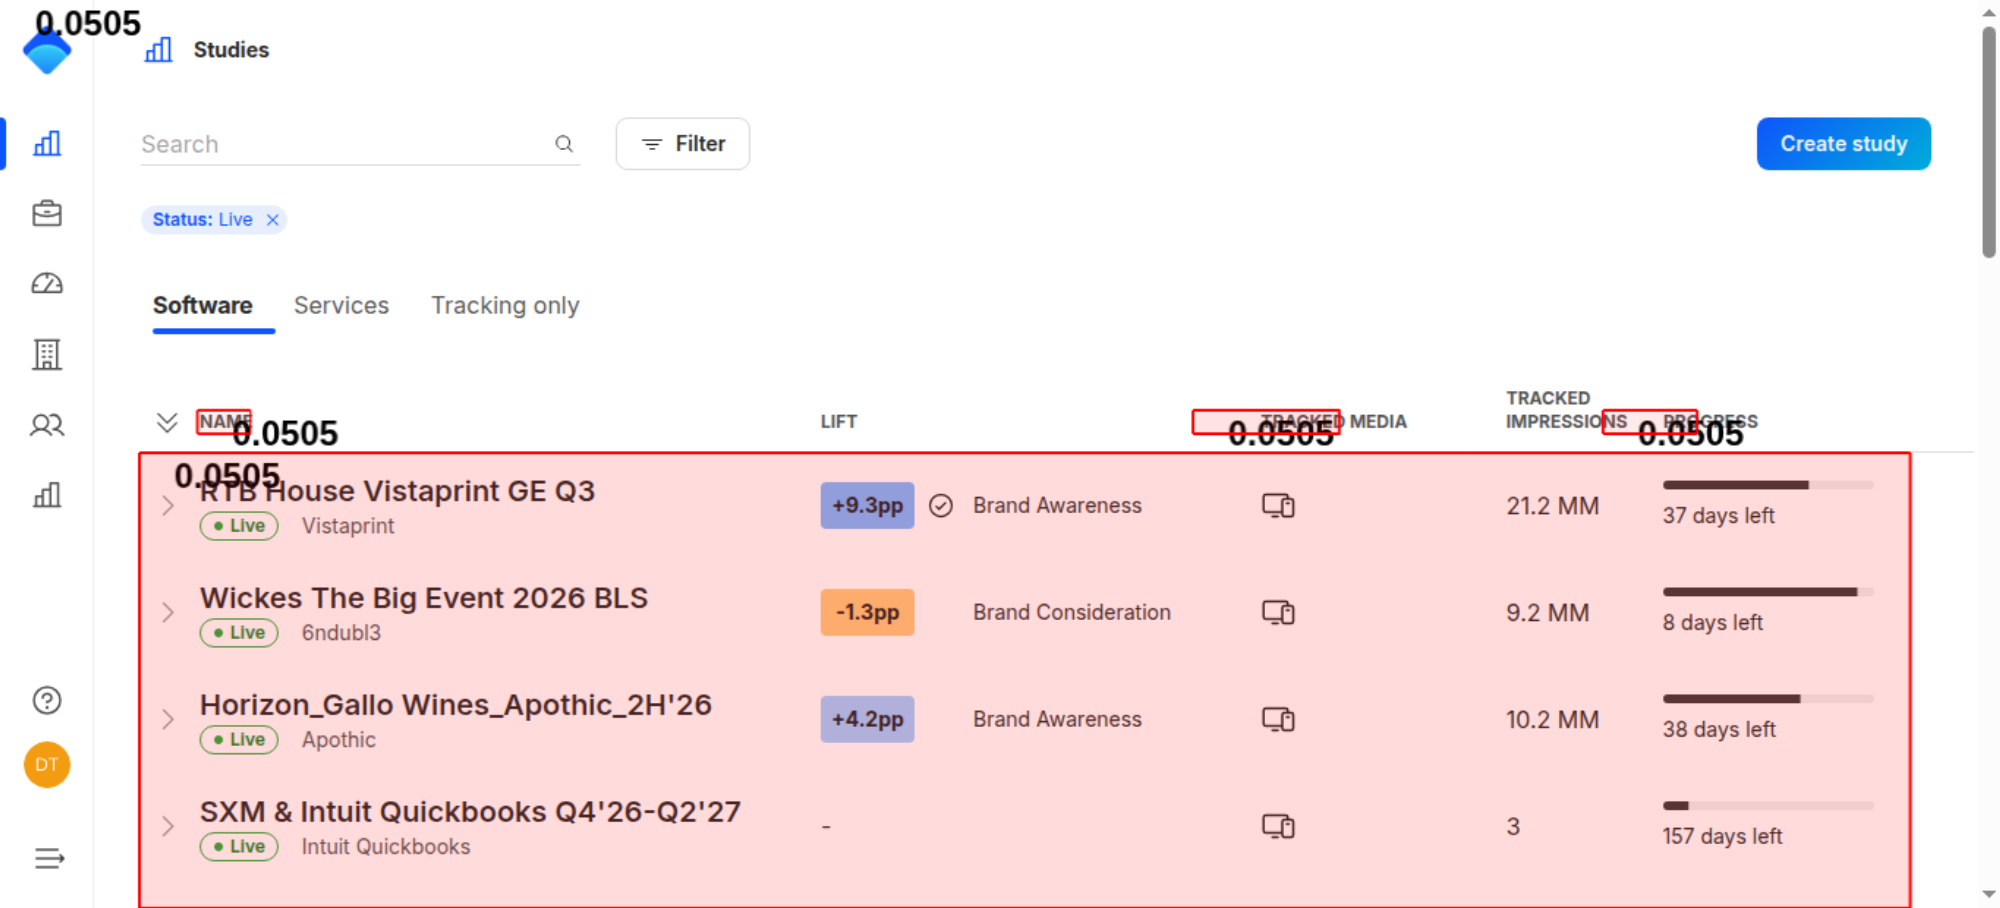 0.0505
Studies
Search
Filter
Create study
Status: Live
Software Services Tracking only
NAME LIFT TRACKED MEDIA TRACKED IMPRESSIONS PROGRESS
0.0505 0.0505 0.0505
0.0505
RTB House Vistaprint GE Q3
Live Vistaprint
+9.3pp Brand Awareness
21.2 MM
37 days left
Wickes The Big Event 2026 BLS
Live 6ndubl3
-1.3pp Brand Consideration
9.2 MM
8 days left
Horizon_Gallo Wines_Apothic_2H'26
Live Apothic
+4.2pp Brand Awareness
10.2 MM
38 days left
SXM & Intuit Quickbooks Q4'26-Q2'27
Live Intuit Quickbooks
-
3
157 days left
DT